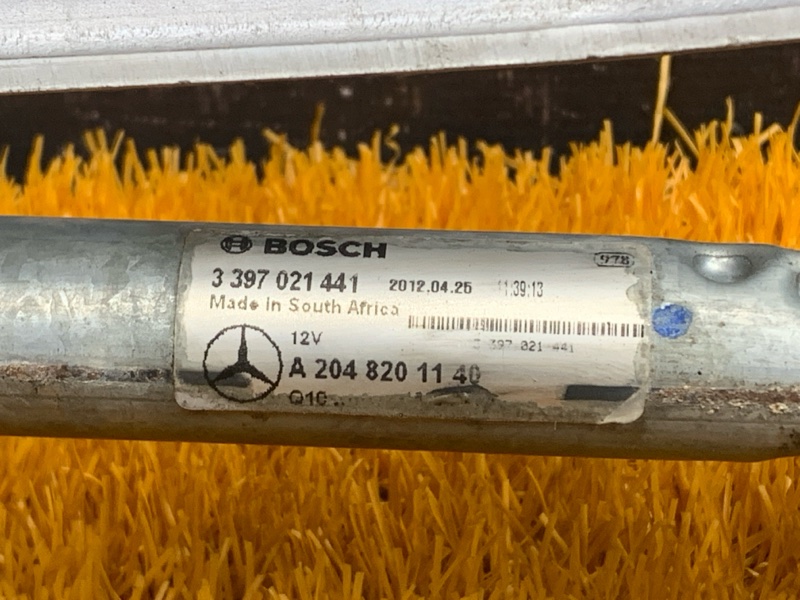 BOSCH
978
3 397 021 441 2012.04.25 11:39:13
Made in South Africa
12V
3 397 021 441
A 204 820 11 40
Q10